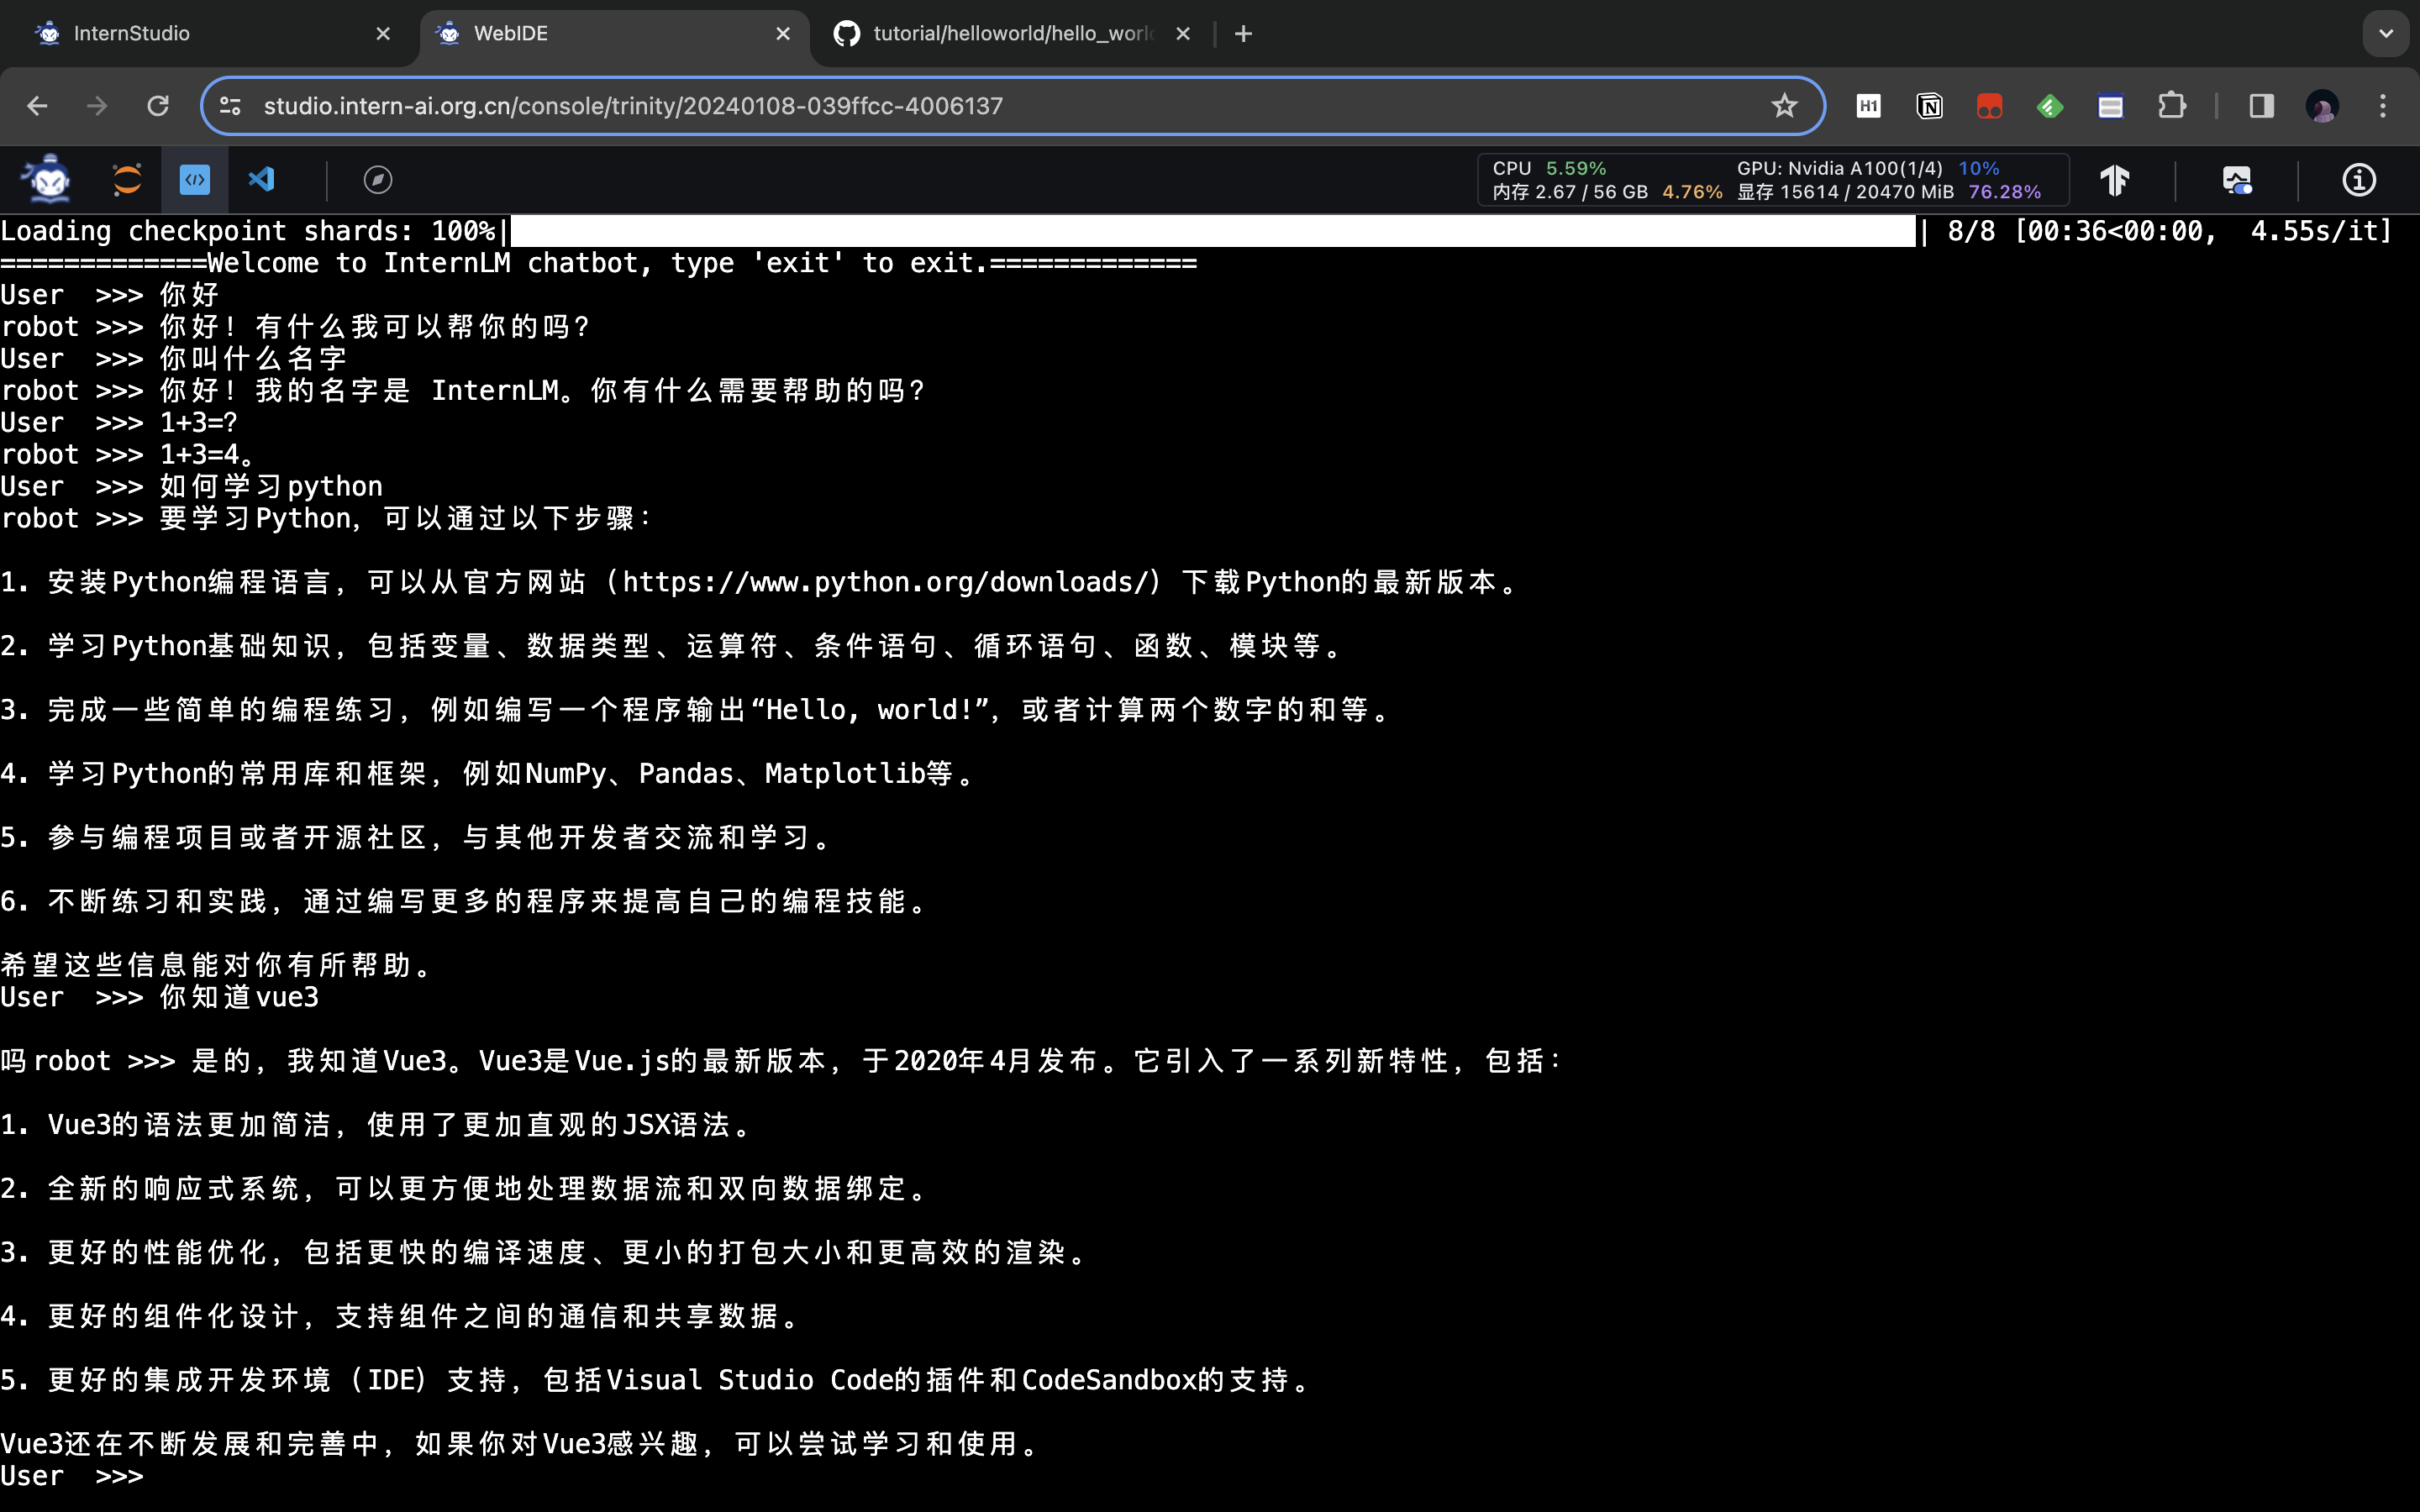 InternStudio
WebIDE
tutorial/helloworld/hello_worl
studio.intern-ai.org.cn/console/trinity/20240108-039ffcc-4006137
H1
CPU 5.59% GPU: Nvidia A100(1/4) 10%
内存 2.67 / 56 GB 4.76% 显存 15614 / 20470 MiB 76.28%
Loading checkpoint shards: 100%| | 8/8 [00:36<00:00, 4.55s/it]
=============Welcome to InternLM chatbot, type 'exit' to exit.=============
User >>> 你好
robot >>> 你好！有什么我可以帮你的吗？
User >>> 你叫什么名字
robot >>> 你好！我的名字是 InternLM。你有什么需要帮助的吗？
User >>> 1+3=?
robot >>> 1+3=4。
User >>> 如何学习python
robot >>> 要学习Python，可以通过以下步骤：
1. 安装Python编程语言，可以从官方网站（https://www.python.org/downloads/）下载Python的最新版本。
2. 学习Python基础知识，包括变量、数据类型、运算符、条件语句、循环语句、函数、模块等。
3. 完成一些简单的编程练习，例如编写一个程序输出“Hello, world!”，或者计算两个数字的和等。
4. 学习Python的常用库和框架，例如NumPy、Pandas、Matplotlib等。
5. 参与编程项目或者开源社区，与其他开发者交流和学习。
6. 不断练习和实践，通过编写更多的程序来提高自己的编程技能。
希望这些信息能对你有所帮助。
User >>> 你知道vue3
吗robot >>> 是的，我知道Vue3。Vue3是Vue.js的最新版本，于2020年4月发布。它引入了一系列新特性，包括：
1. Vue3的语法更加简洁，使用了更加直观的JSX语法。
2. 全新的响应式系统，可以更方便地处理数据流和双向数据绑定。
3. 更好的性能优化，包括更快的编译速度、更小的打包大小和更高效的渲染。
4. 更好的组件化设计，支持组件之间的通信和共享数据。
5. 更好的集成开发环境（IDE）支持，包括Visual Studio Code的插件和CodeSandbox的支持。
Vue3还在不断发展和完善中，如果你对Vue3感兴趣，可以尝试学习和使用。
User >>>